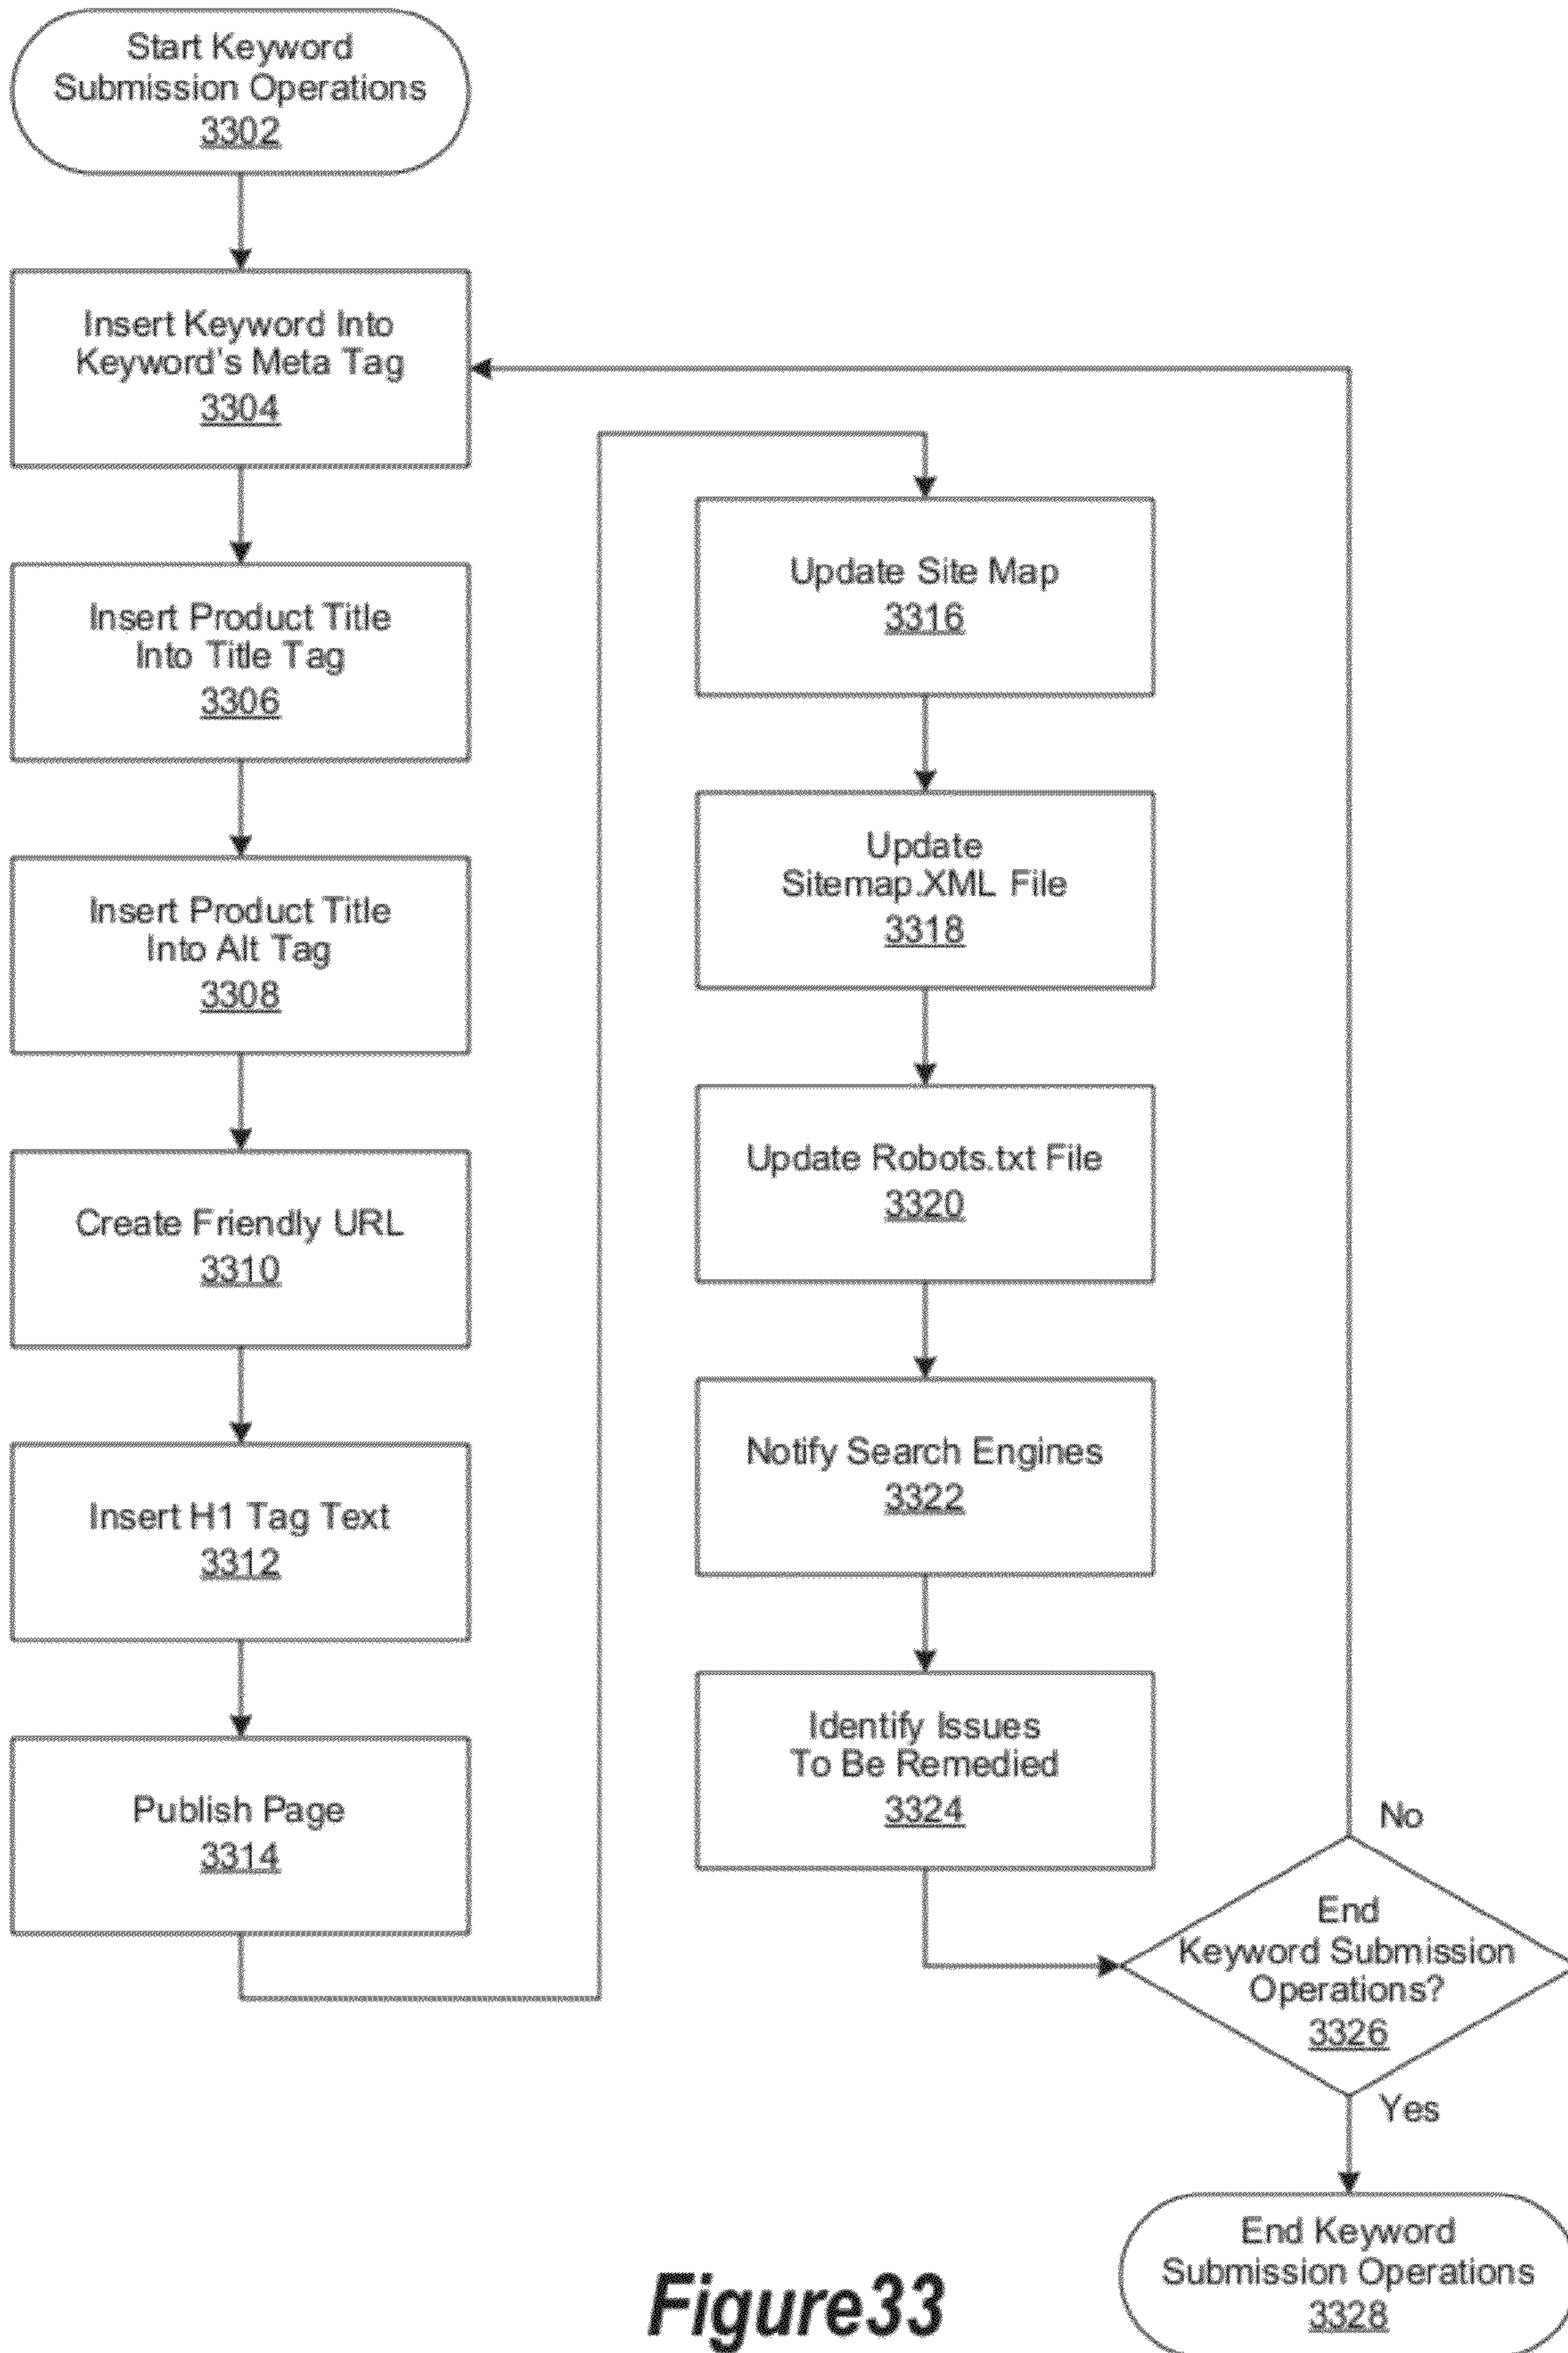 Start Keyword
Submission Operations
3302
Insert Keyword Into
Keyword's Meta Tag
3304
Insert Product Title
Into Title Tag
3306
Insert Product Title
Into Alt Tag
3308
Create Friendly URL
3310
Insert H1 Tag Text
3312
Publish Page
3314
Update Site Map
3316
Update
Sitemap.XML File
3318
Update Robots.txt File
3320
Notify Search Engines
3322
Identify Issues
To Be Remedied
3324
No
End
Keyword Submission
Operations?
3326
Yes
End Keyword
Submission Operations
3328
Figure33